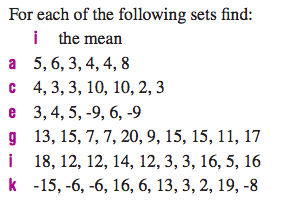 For each of the following sets find:
i the mean
a 5, 6, 3, 4, 4, 8
c 4, 3, 3, 10, 10, 2, 3
e 3, 4, 5, -9, 6, -9
g 13, 15, 7, 7, 20, 9, 15, 15, 11, 17
i 18, 12, 12, 14, 12, 3, 3, 16, 5, 16
k -15, -6, -6, 16, 6, 13, 3, 2, 19, -8